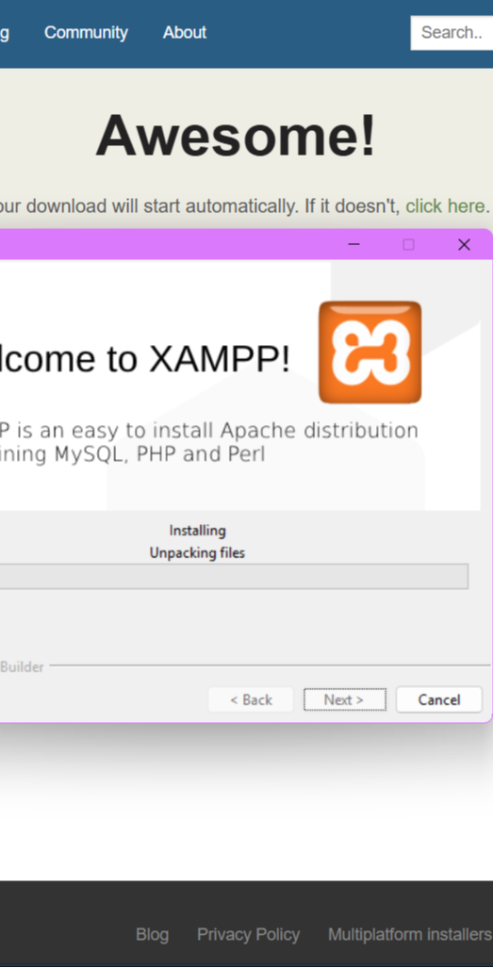 g Community About Search..
Awesome!
our download will start automatically. If it doesn't, click here.
lcome to XAMPP!
P is an easy to install Apache distribution
ining MySQL, PHP and Perl
Installing
Unpacking files
Builder
< Back Next > Cancel
Blog Privacy Policy Multiplatform installers